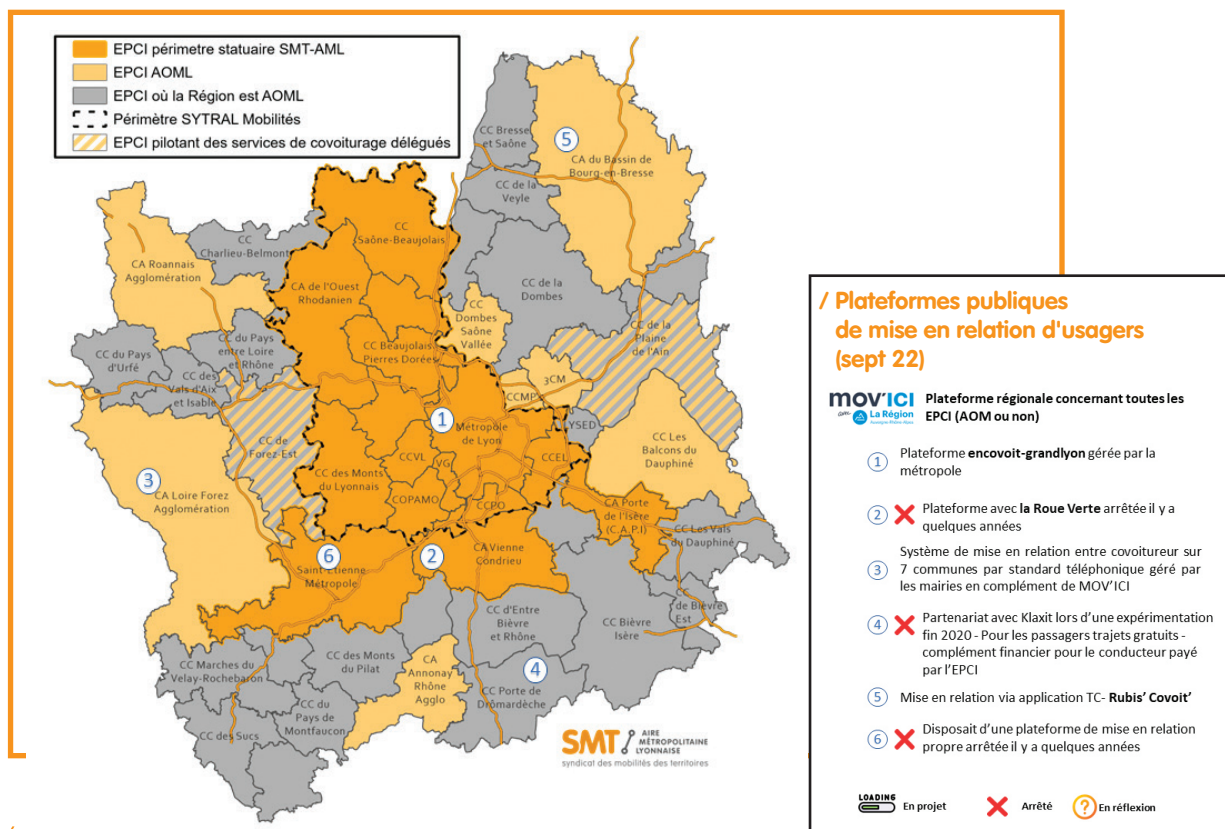 EPCI périmetre statuaire SMT-AML
EPCI AOML
EPCI où la Région est AOML
Périmètre SYTRAL Mobilités
EPCI pilotant des services de covoiturage délégués
CC Bresse
et Saône
5
CA du Bassin de
Bourg-en-Bresse
CC de la
Veyle
CC
Saône-Beaujolais
CC
Charlieu-Belmont
CA Roannais
Agglomération
CA de l'Ouest
Rhodanien
CC de la
Dombes
CC
Dombes
Saône
Vallée
CC de la
Plaine
de l'Ain
CC du Pays
d'Urfé
CC du Pays
entre Loire
et Rhône
CC des
Vals d'Aix
et Isable
CC Beaujolais
Pierres Dorées
3CM
CCMP
1
Métropole
de Lyon
LYSED
CC Les
Balcons du
Dauphiné
CC de
Forez-Est
CCVL
VG
CCEL
CC des Monts
du Lyonnais
3
CA Loire Forez
Agglomération
COPAMO
CCPO
CA Porte
de l'Isère
(C.A.P.I)
CC Les Vals
du Dauphiné
6
Saint-Etienne
Métropole
2
CA Vienne
Condrieu
CC d'Entre
Bièvre
et Rhône
CC Bièvre
Isère
de Bièvre
Est
CC Marches du
Velay-Rochebaron
CC des Monts
du Pilat
CA
Annonay
Rhône
Agglo
4
CC Porte de
Drômardèche
CC du
Pays de
Montfaucon
CC des Sucs
SMT
AIRE
MÉTROPOLITAINE
LYONNAISE
syndicat des mobilités des territoires
/ Plateformes publiques
de mise en relation d'usagers
(sept 22)
mov'ICI
La Région
Auvergne-Rhône-Alpes
Plateforme régionale concernant toutes les
EPCI (AOM ou non)
1 Plateforme encovoit-grandlyon gérée par la
métropole
2 Plateforme avec la Roue Verte arrêtée il y a
quelques années
3 Système de mise en relation entre covoitureur sur
7 communes par standard téléphonique géré par
les mairies en complément de MOV'ICI
4 Partenariat avec Klaxit lors d'une expérimentation
fin 2020 - Pour les passagers trajets gratuits -
complément financier pour le conducteur payé
par l'EPCI
5 Mise en relation via application TC- Rubis' Covoit'
6 Disposait d'une plateforme de mise en relation
propre arrêtée il y a quelques années
LOADING En projet
Arrêté
? En réflexion